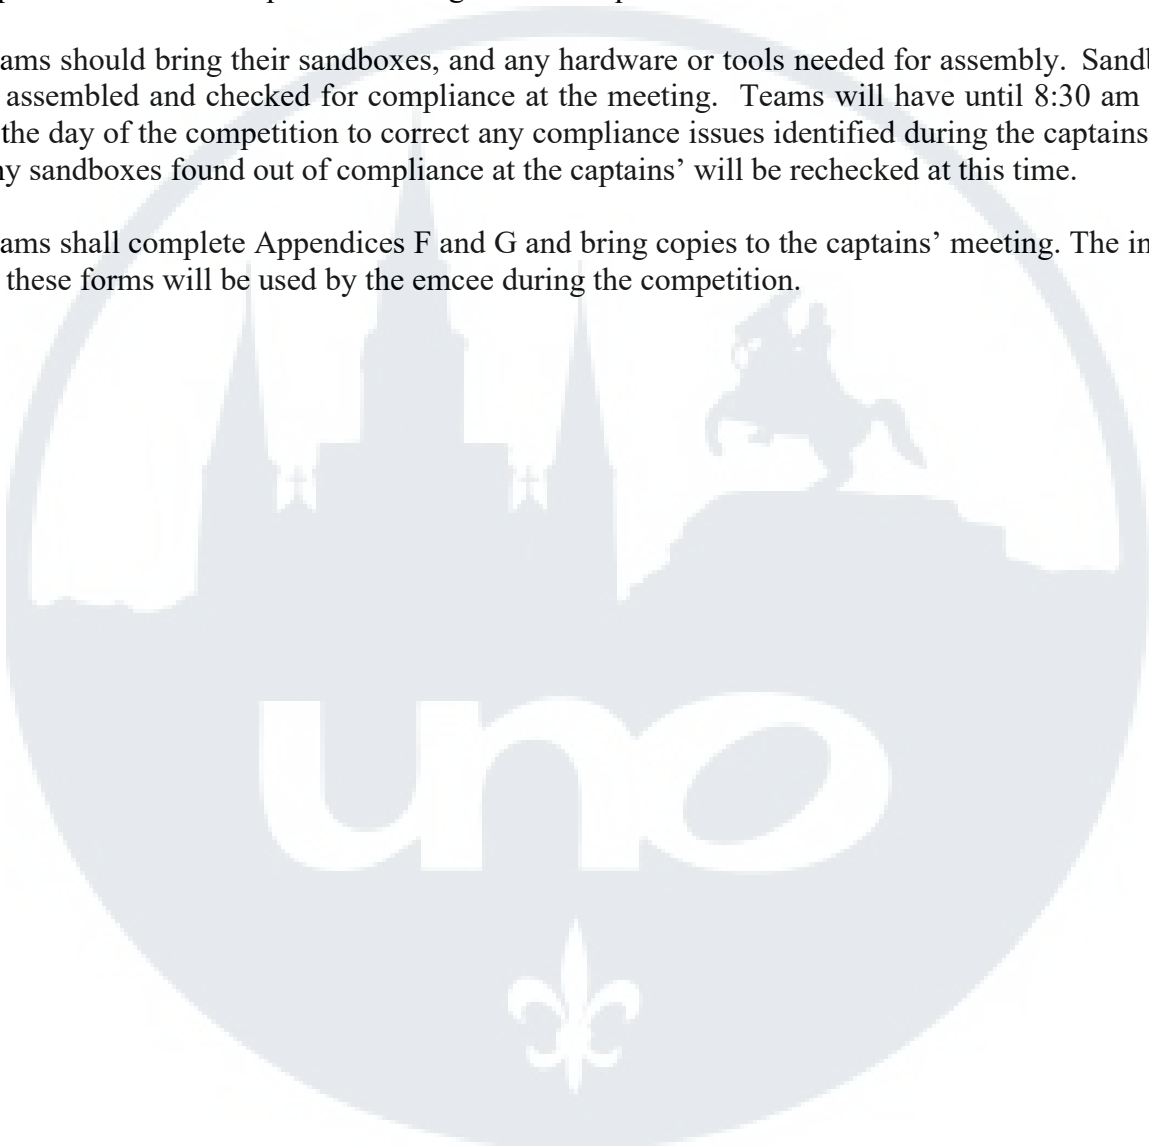 ams should bring their sandboxes, and any hardware or tools needed for assembly. Sandb
assembled and checked for compliance at the meeting. Teams will have until 8:30 am
the day of the competition to correct any compliance issues identified during the captains
ny sandboxes found out of compliance at the captains’ will be rechecked at this time.
ams shall complete Appendices F and G and bring copies to the captains’ meeting. The in
these forms will be used by the emcee during the competition.
uno